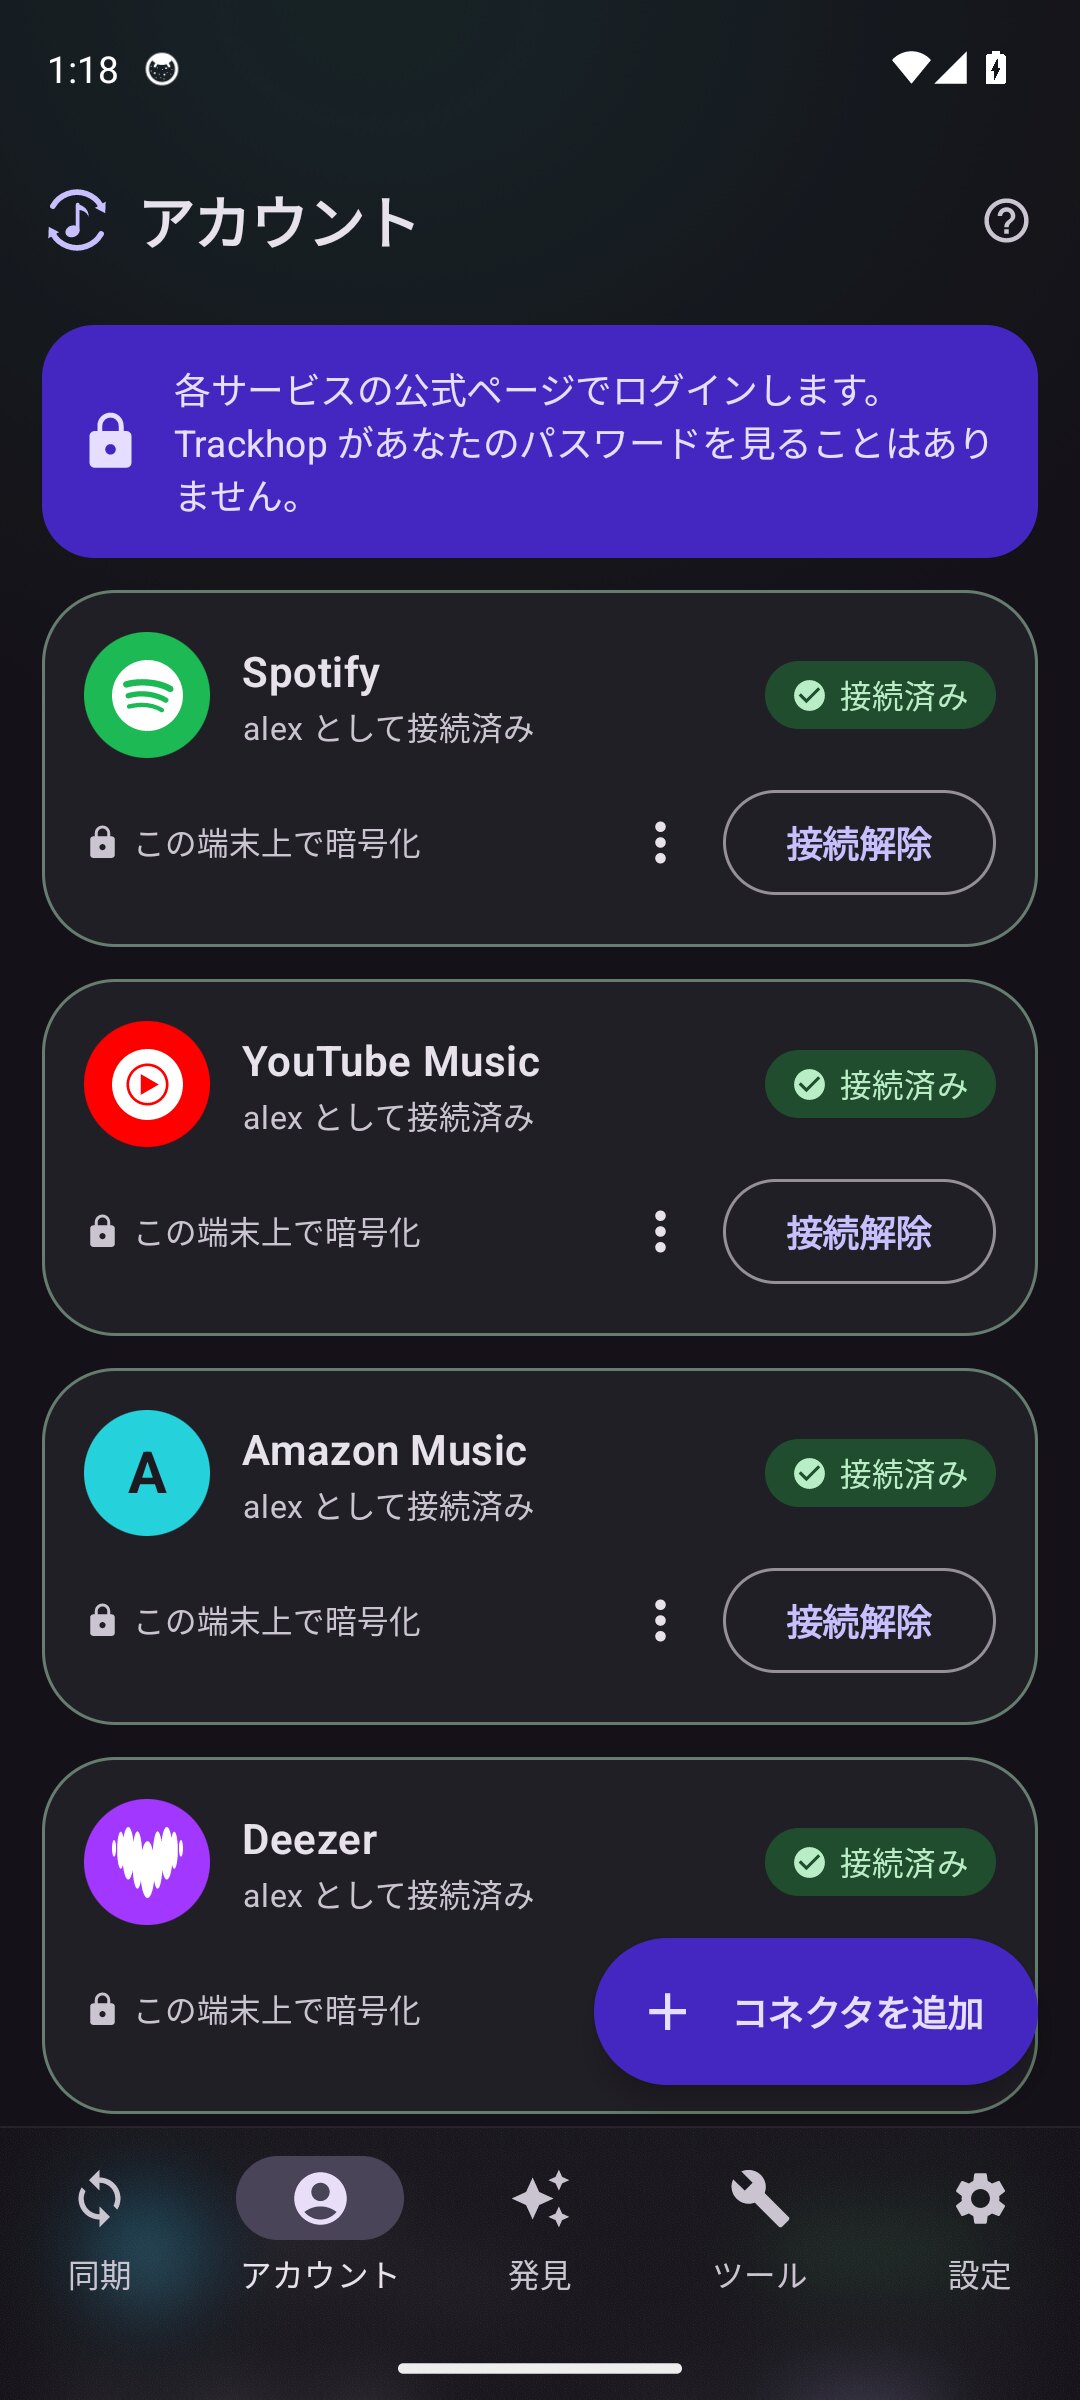 1:18
アカウント
各サービスの公式ページでログインします。
Trackhop があなたのパスワードを見ることはあり
ません。
Spotify
alex として接続済み
接続済み
この端末上で暗号化
接続解除
YouTube Music
alex として接続済み
接続済み
この端末上で暗号化
接続解除
A
Amazon Music
alex として接続済み
接続済み
この端末上で暗号化
接続解除
Deezer
alex として接続済み
接続済み
この端末上で暗号化
コネクタを追加
同期
アカウント
発見
ツール
設定